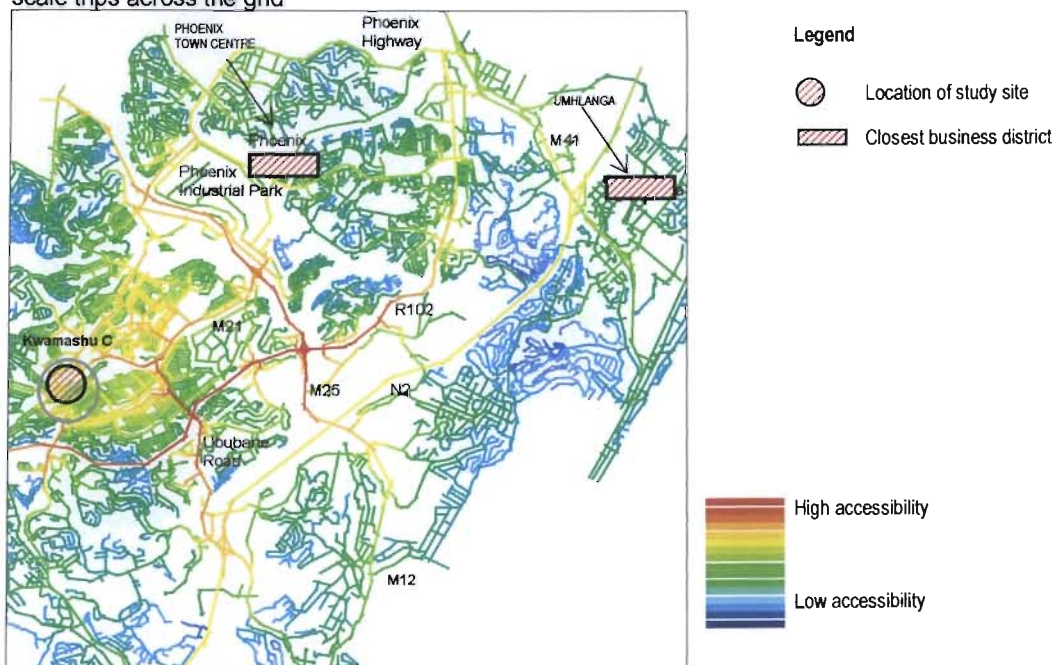 scale trips across the grid
PHOENIX
TOWN CENTRE
Phoenix
Highway
UMHLANGA
M41
Phoenix
Phoenix
Industrial Park
R102
M21
Kwamashu C
M25
N2
Road
M12
Legend
Location of study site
Closest business district
High accessibility
Low accessibility